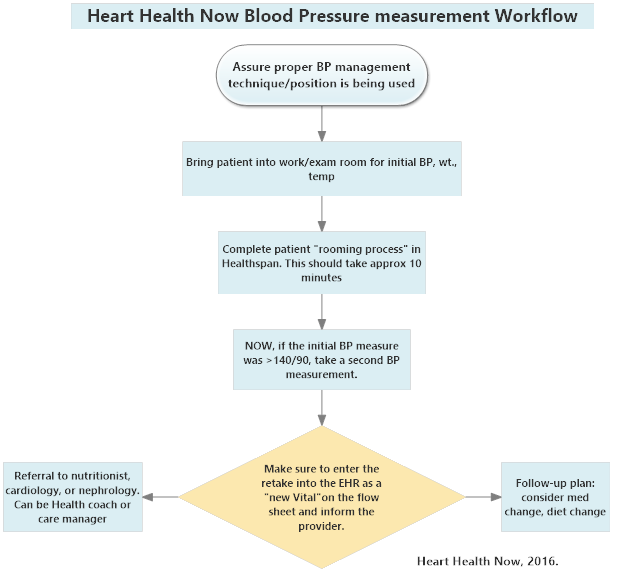 Heart Health Now Blood Pressure measurement Workflow
Assure proper BP management
technique/position is being used
Bring patient into work/exam room for initial BP, wt.,
temp
Complete patient "rooming process" in
Healthspan. This should take approx 10
minutes
NOW, if the initial BP measure
was >140/90, take a second BP
measurement.
Make sure to enter the
retake into the EHR as a
"new Vital"on the flow
sheet and inform the
provider.
Referral to nutritionist,
cardiology, or nephrology.
Can be Health coach or
care manager
Follow-up plan:
consider med
change, diet change
Heart Health Now, 2016.